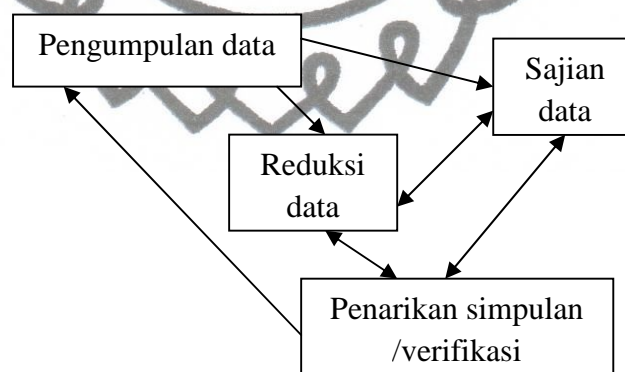 Pengumpulan data
Sajian
data
Reduksi
data
Penarikan simpulan
/verifikasi